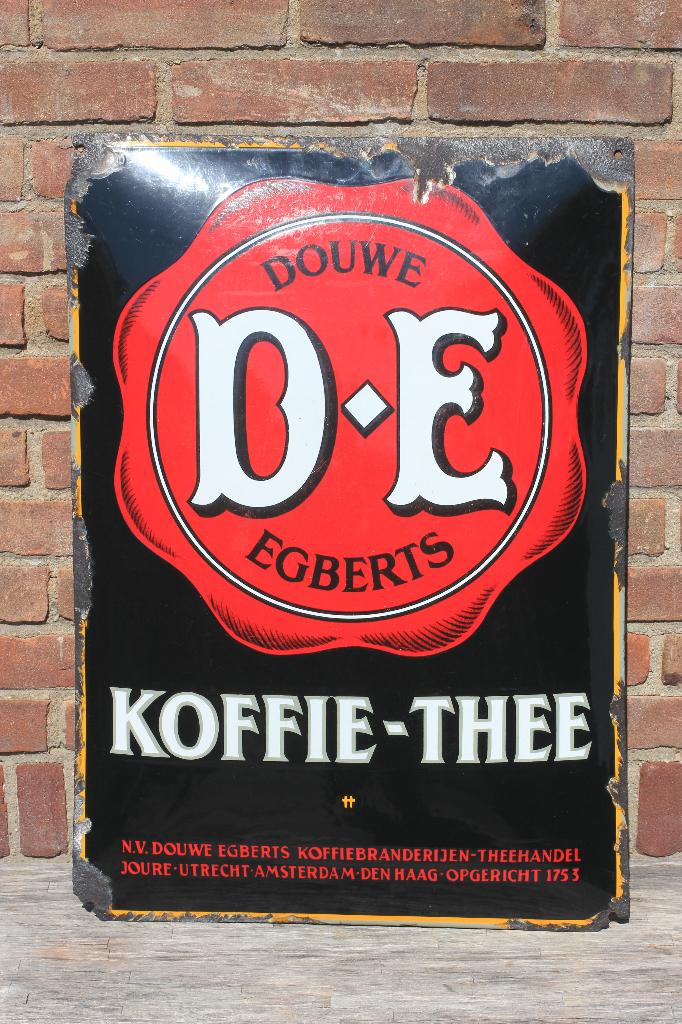 DOUWE
D◆E
EGBERTS
KOFFIE-THEE
N.V. DOUWE EGBERTS KOFFIEBRANDERIJEN-THEEHANDEL
JOURE·UTRECHT·AMSTERDAM·DEN HAAG·OPGERICHT 1753